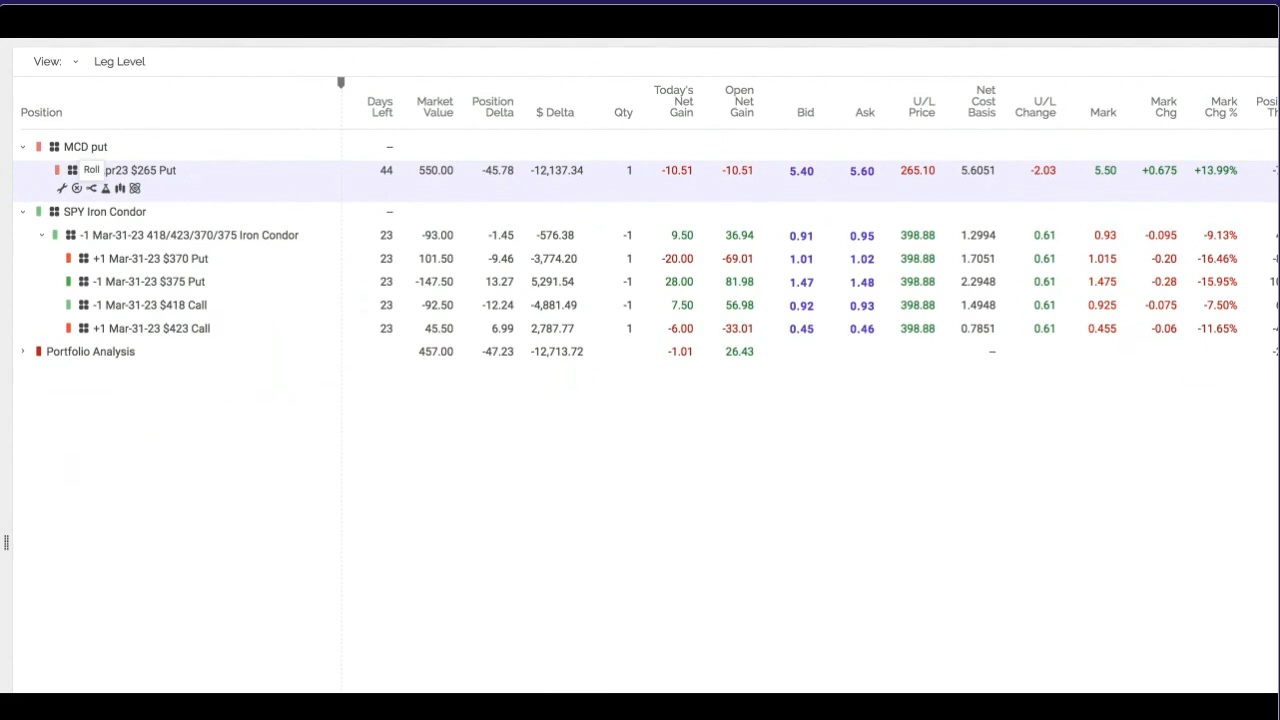 View: Leg Level
Position Days Left Market Value Position Delta $ Delta Qty Today's Net Gain Open Net Gain Bid Ask U/L Price Net Cost Basis U/L Change Mark Mark Chg Mark Chg %
MCD put –
Roll pr23 $265 Put 44 550.00 -45.78 -12,137.34 1 -10.51 -10.51 5.40 5.60 265.10 5.6051 -2.03 5.50 +0.675 +13.99%
SPY Iron Condor –
-1 Mar-31-23 418/423/370/375 Iron Condor 23 -93.00 -1.45 -576.38 -1 9.50 36.94 0.91 0.95 398.88 1.2994 0.61 0.93 -0.095 -9.13%
+1 Mar-31-23 $370 Put 23 101.50 -9.46 -3,774.20 1 -20.00 -69.01 1.01 1.02 398.88 1.7051 0.61 1.015 -0.20 -16.46%
-1 Mar-31-23 $375 Put 23 -147.50 13.27 5,291.54 -1 28.00 81.98 1.47 1.48 398.88 2.2948 0.61 1.475 -0.28 -15.95%
-1 Mar-31-23 $418 Call 23 -92.50 -12.24 -4,881.49 -1 7.50 56.98 0.92 0.93 398.88 1.4948 0.61 0.925 -0.075 -7.50%
+1 Mar-31-23 $423 Call 23 45.50 6.99 2,787.77 1 -6.00 -33.01 0.45 0.46 398.88 0.7851 0.61 0.455 -0.06 -11.65%
Portfolio Analysis 457.00 -47.23 -12,713.72 -1.01 26.43 –